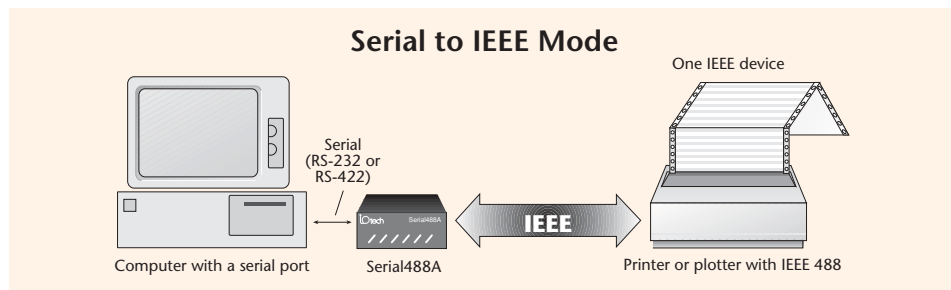 Serial to IEEE Mode
One IEEE device
Serial
(RS-232 or
RS-422)
IOtech Serial488A
IEEE
Computer with a serial port
Serial488A
Printer or plotter with IEEE 488